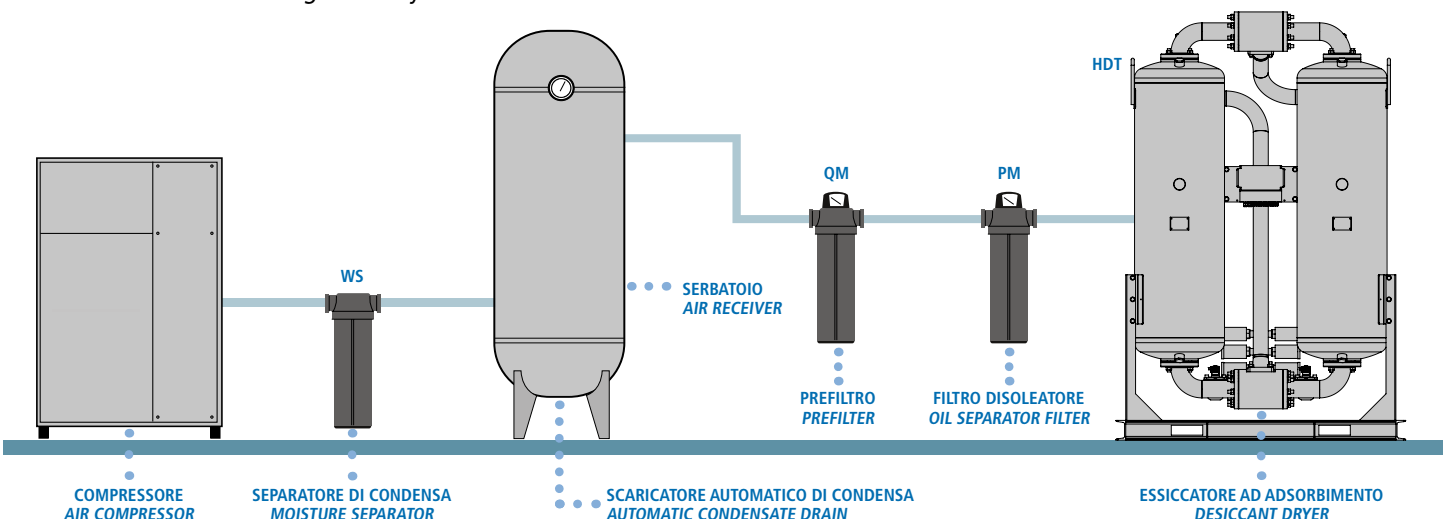 HDT
QM
PM
WS
SERBATOIO
AIR RECEIVER
PREFILTRO
PREFILTER
FILTRO DISOLEATORE
OIL SEPARATOR FILTER
COMPRESSORE
AIR COMPRESSOR
SEPARATORE DI CONDENSA
MOISTURE SEPARATOR
SCARICATORE AUTOMATICO DI CONDENSA
AUTOMATIC CONDENSATE DRAIN
ESSICCATORE AD ADSORBIMENTO
DESICCANT DRYER